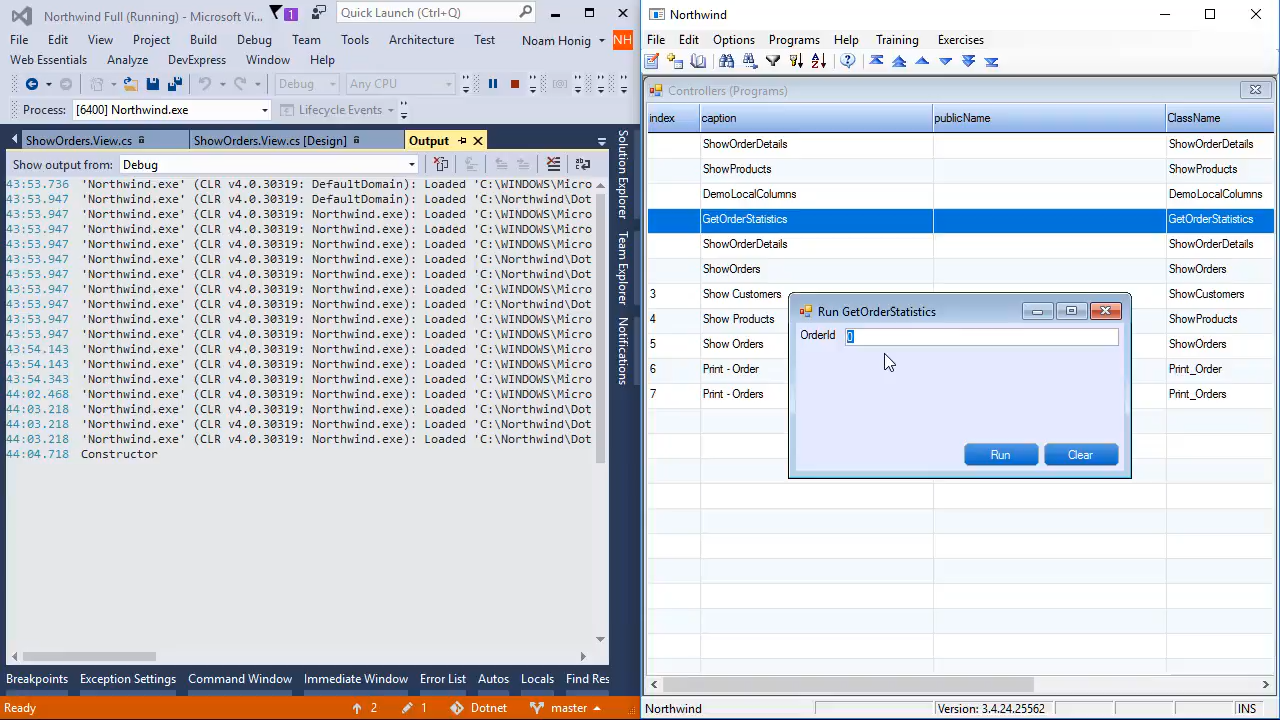 Northwind Full (Running) - Microsoft Vi...
1
Quick Launch (Ctrl+Q)
File Edit View Project Build Debug Team Tools Architecture Test
Noam Honig
NH
Web Essentials Analyze DevExpress Window Help
Debug Any CPU
Process: [6400] Northwind.exe Lifecycle Events
ShowOrders.View.cs ShowOrders.View.cs [Design] Output
Show output from: Debug
43:53.736 'Northwind.exe' (CLR v4.0.30319: DefaultDomain): Loaded 'C:\WINDOWS\Micro
43:53.947 'Northwind.exe' (CLR v4.0.30319: DefaultDomain): Loaded 'C:\Northwind\Dot
43:53.947 'Northwind.exe' (CLR v4.0.30319: Northwind.exe): Loaded 'C:\WINDOWS\Micro
43:53.947 'Northwind.exe' (CLR v4.0.30319: Northwind.exe): Loaded 'C:\WINDOWS\Micro
43:53.947 'Northwind.exe' (CLR v4.0.30319: Northwind.exe): Loaded 'C:\WINDOWS\Micro
43:53.947 'Northwind.exe' (CLR v4.0.30319: Northwind.exe): Loaded 'C:\Northwind\Dot
43:53.947 'Northwind.exe' (CLR v4.0.30319: Northwind.exe): Loaded 'C:\WINDOWS\Micro
43:53.947 'Northwind.exe' (CLR v4.0.30319: Northwind.exe): Loaded 'C:\WINDOWS\Micro
43:53.947 'Northwind.exe' (CLR v4.0.30319: Northwind.exe): Loaded 'C:\WINDOWS\Micro
43:53.947 'Northwind.exe' (CLR v4.0.30319: Northwind.exe): Loaded 'C:\WINDOWS\Micro
43:53.947 'Northwind.exe' (CLR v4.0.30319: Northwind.exe): Loaded 'C:\WINDOWS\Micro
43:54.143 'Northwind.exe' (CLR v4.0.30319: Northwind.exe): Loaded 'C:\WINDOWS\Micro
43:54.143 'Northwind.exe' (CLR v4.0.30319: Northwind.exe): Loaded 'C:\WINDOWS\Micro
43:54.343 'Northwind.exe' (CLR v4.0.30319: Northwind.exe): Loaded 'C:\WINDOWS\Micro
44:02.468 'Northwind.exe' (CLR v4.0.30319: Northwind.exe): Loaded 'C:\WINDOWS\Micro
44:03.218 'Northwind.exe' (CLR v4.0.30319: Northwind.exe): Loaded 'C:\Northwind\Dot
44:03.218 'Northwind.exe' (CLR v4.0.30319: Northwind.exe): Loaded 'C:\Northwind\Dot
44:03.218 'Northwind.exe' (CLR v4.0.30319: Northwind.exe): Loaded 'C:\Northwind\Dot
44:04.718 Constructor
Solution Explorer
Team Explorer
Notifications
Breakpoints Exception Settings Command Window Immediate Window Error List Autos Locals Find Res
Ready 2 1 Dotnet master
Northwind
File Edit Options Programs Help Training Exercises
Controllers (Programs)
index caption publicName ClassName
ShowOrderDetails ShowOrderDetails
ShowProducts ShowProducts
DemoLocalColumns DemoLocalColumns
GetOrderStatistics GetOrderStatistics
ShowOrderDetails ShowOrderDetails
ShowOrders ShowOrders
3 Show Customers ShowCustomers
4 Show Products ShowProducts
5 Show Orders ShowOrders
6 Print - Order Print_Order
7 Print - Orders Print_Orders
Run GetOrderStatistics
OrderId 0
Run Clear
Northwind Version: 3.4.24.25562 INS